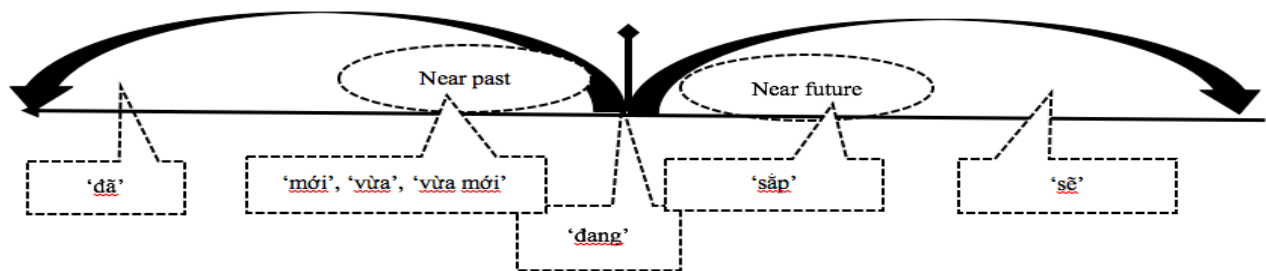 Near past
Near future
‘đã’
‘mới’, ‘vừa’, ‘vừa mới’
‘sắp’
‘sẽ’
‘đang’